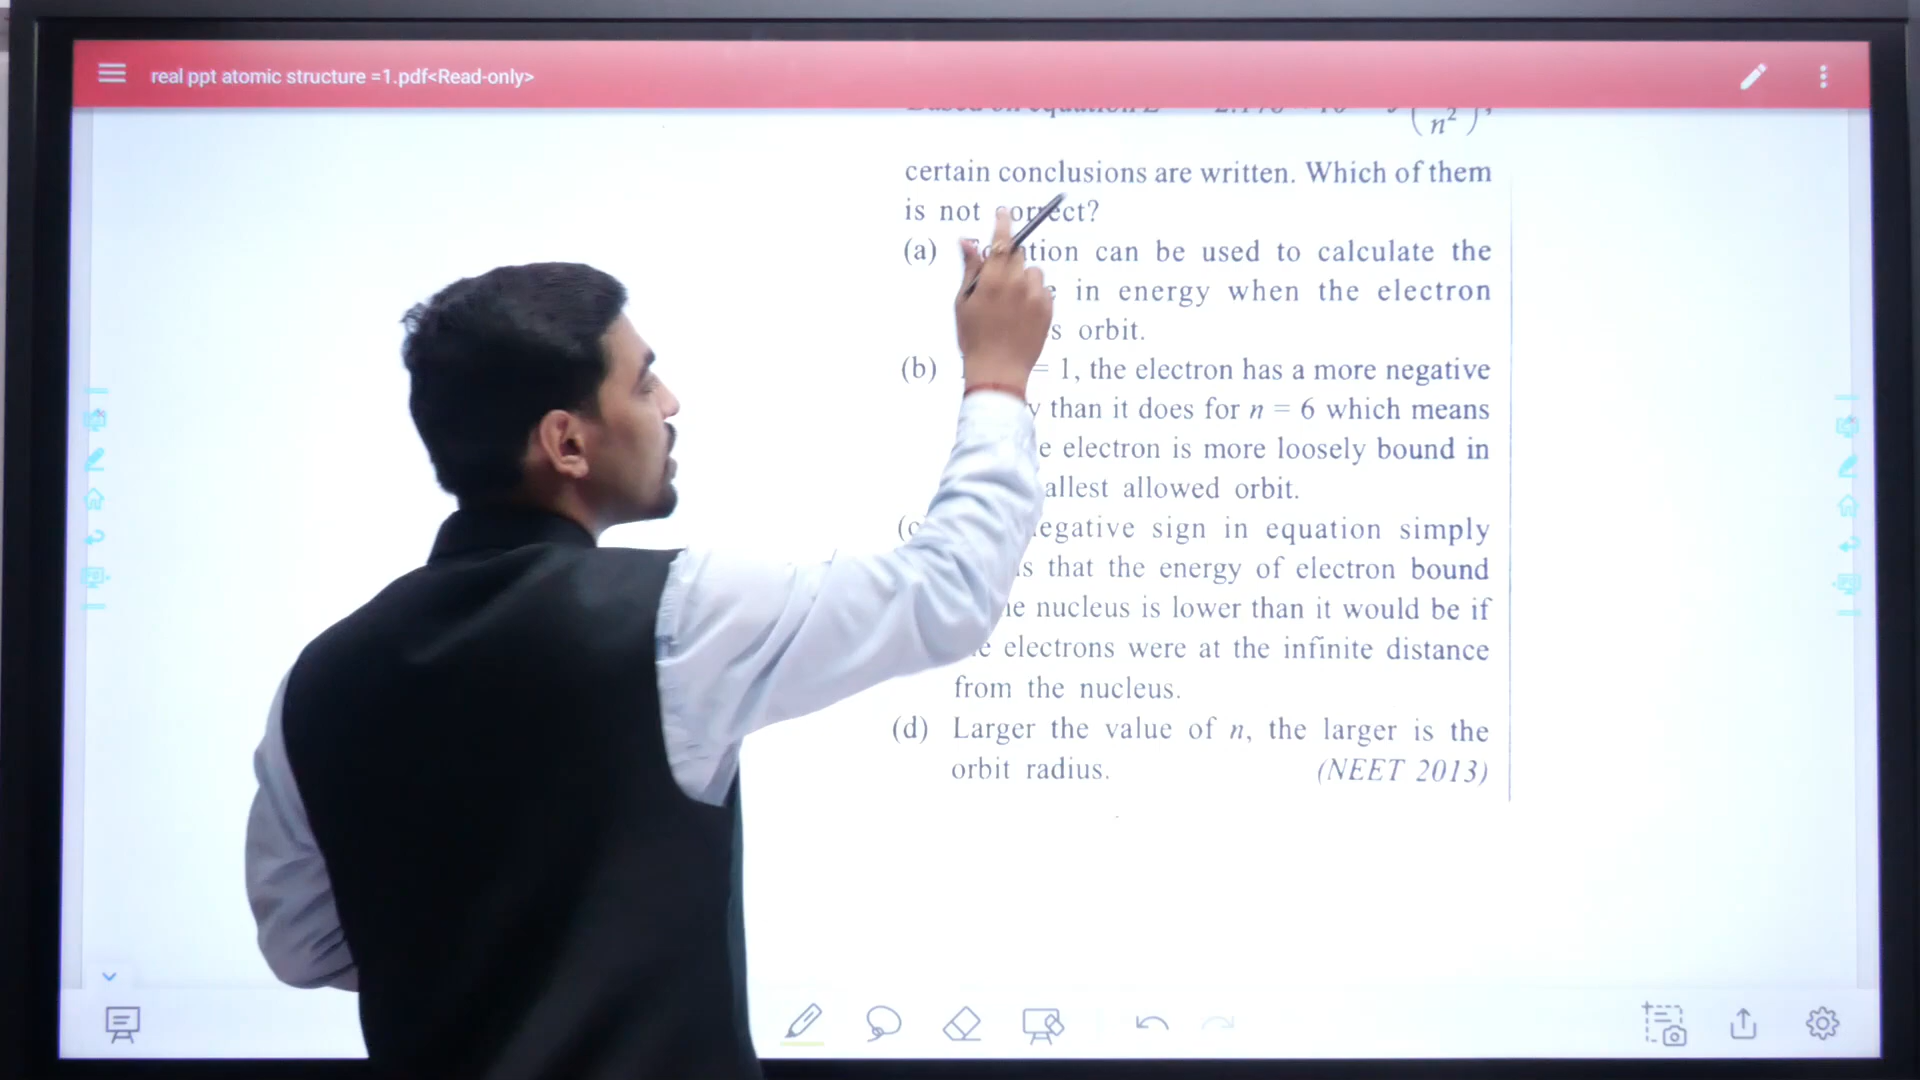 real ppt atomic structure =1.pdf<Read-only>
n²
certain conclusions are written. Which of them
is not correct?
(a) can be used to calculate the
in energy when the electron
orbit.
(b) = 1, the electron has a more negative
than it does for n = 6 which means
electron is more loosely bound in
allowed orbit.
negative sign in equation simply
that the energy of electron bound
nucleus is lower than it would be if
electrons were at the infinite distance
from the nucleus.
(d) Larger the value of n, the larger is the
orbit radius. (NEET 2013)